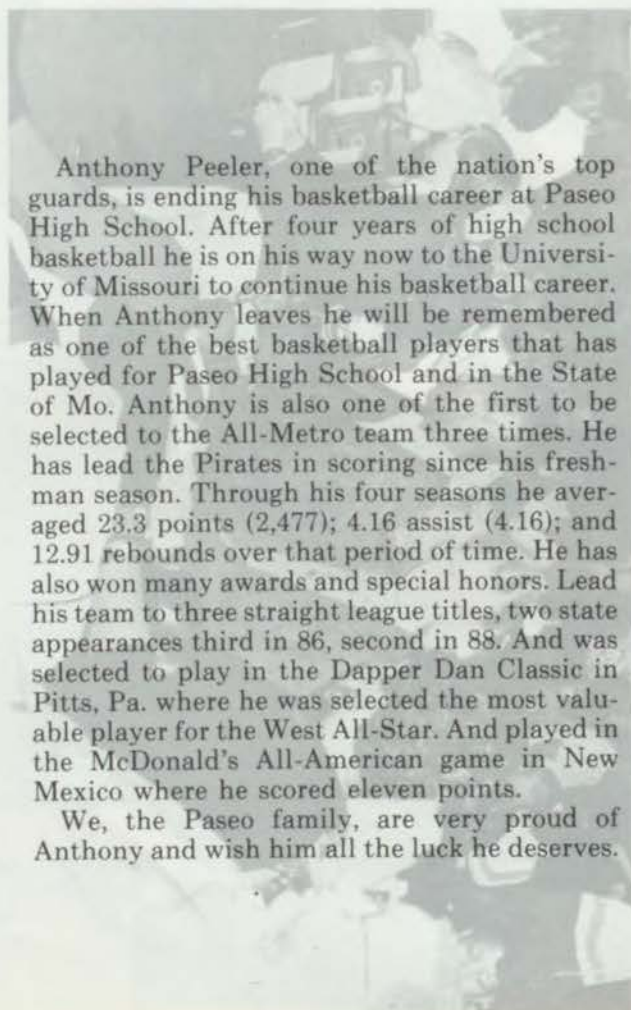 Anthony Peeler, one of the nation's top
guards, is ending his basketball career at Paseo
High School. After four years of high school
basketball he is on his way now to the Universi-
ty of Missouri to continue his basketball career.
When Anthony leaves he will be remembered
as one of the best basketball players that has
played for Paseo High School and in the State
of Mo. Anthony is also one of the first to be
selected to the All-Metro team three times. He
has lead the Pirates in scoring since his fresh-
man season. Through his four seasons he aver-
aged 23.3 points (2,477); 4.16 assist (4.16); and
12.91 rebounds over that period of time. He has
also won many awards and special honors. Lead
his team to three straight league titles, two state
appearances third in 86, second in 88. And was
selected to play in the Dapper Dan Classic in
Pitts, Pa. where he was selected the most valu-
able player for the West All-Star. And played in
the McDonald's All-American game in New
Mexico where he scored eleven points.
We, the Paseo family, are very proud of
Anthony and wish him all the luck he deserves.